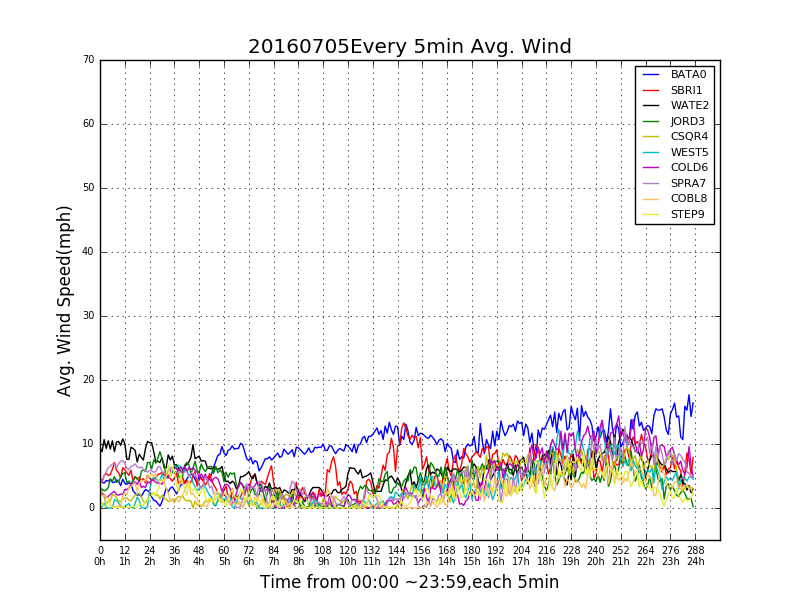 20160705Every 5min Avg. Wind
70
60
50
40
30
20
10
0
Avg. Wind Speed(mph)
BATA0
SBRI1
WATE2
JORD3
CSQR4
WEST5
COLD6
SPRA7
COBL8
STEP9
0 12 24 36 48 60 72 84 96 108 120 132 144 156 168 180 192 204 216 228 240 252 264 276 288
0h 1h 2h 3h 4h 5h 6h 7h 8h 9h 10h 11h 12h 13h 14h 15h 16h 17h 18h 19h 20h 21h 22h 23h 24h
Time from 00:00 ~23:59,each 5min